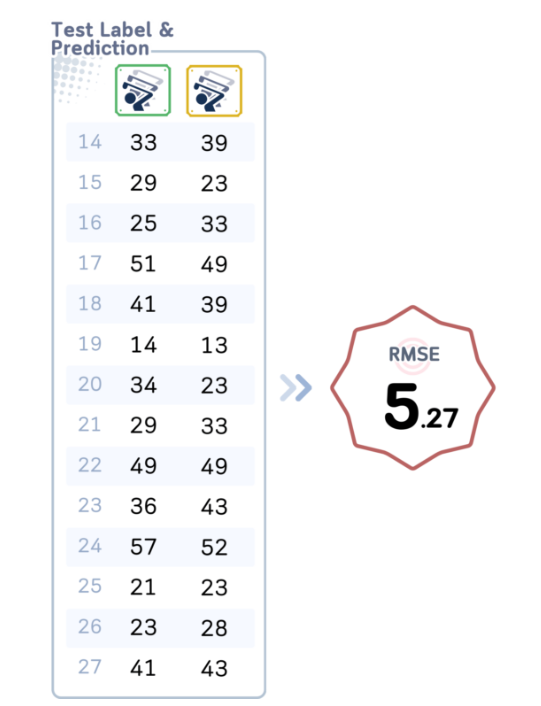 Test Label &
Prediction
14 33 39
15 29 23
16 25 33
17 51 49
18 41 39
19 14 13
20 34 23
21 29 33
22 49 49
23 36 43
24 57 52
25 21 23
26 23 28
27 41 43
RMSE
5.27